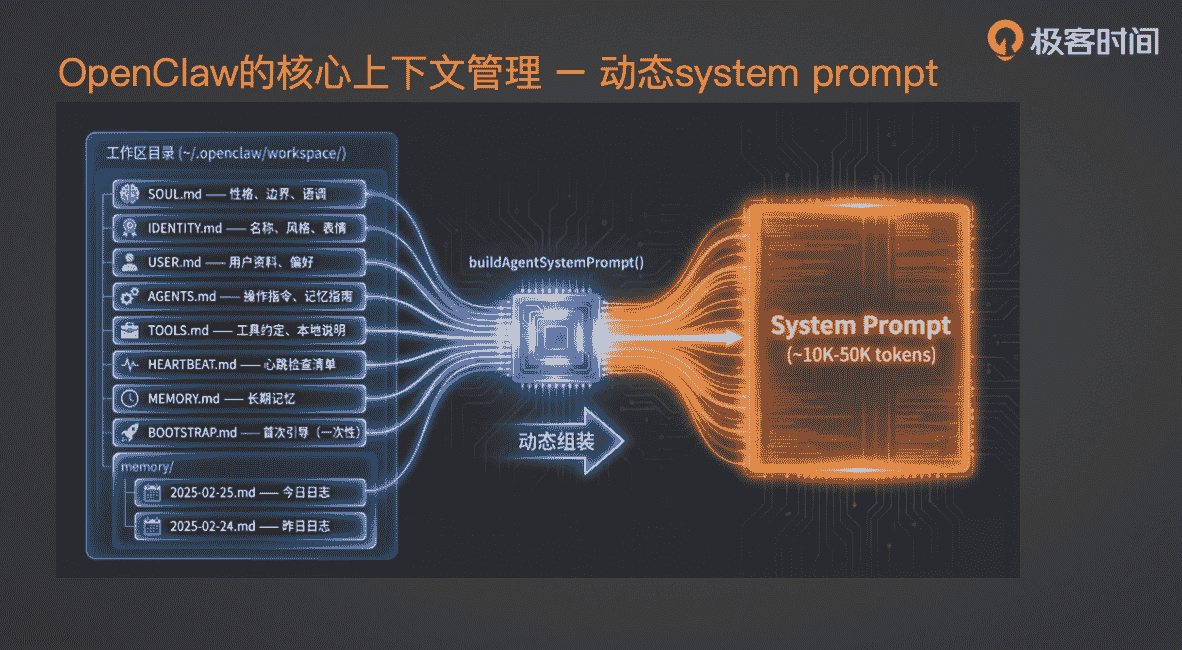 极客时间
OpenClaw的核心上下文管理 — 动态system prompt
工作区目录 (~/.openclaw/workspace/)
SOUL.md —— 性格、边界、语调
IDENTITY.md —— 名称、风格、表情
USER.md —— 用户资料、偏好
AGENTS.md —— 操作指令、记忆指南
TOOLS.md —— 工具约定、本地说明
HEARTBEAT.md —— 心跳检查清单
MEMORY.md —— 长期记忆
BOOTSTRAP.md —— 首次引导（一次性）
memory/
2025-02-25.md —— 今日日志
2025-02-24.md —— 昨日日志
buildAgentSystemPrompt()
动态组装
System Prompt
(~10K-50K tokens)